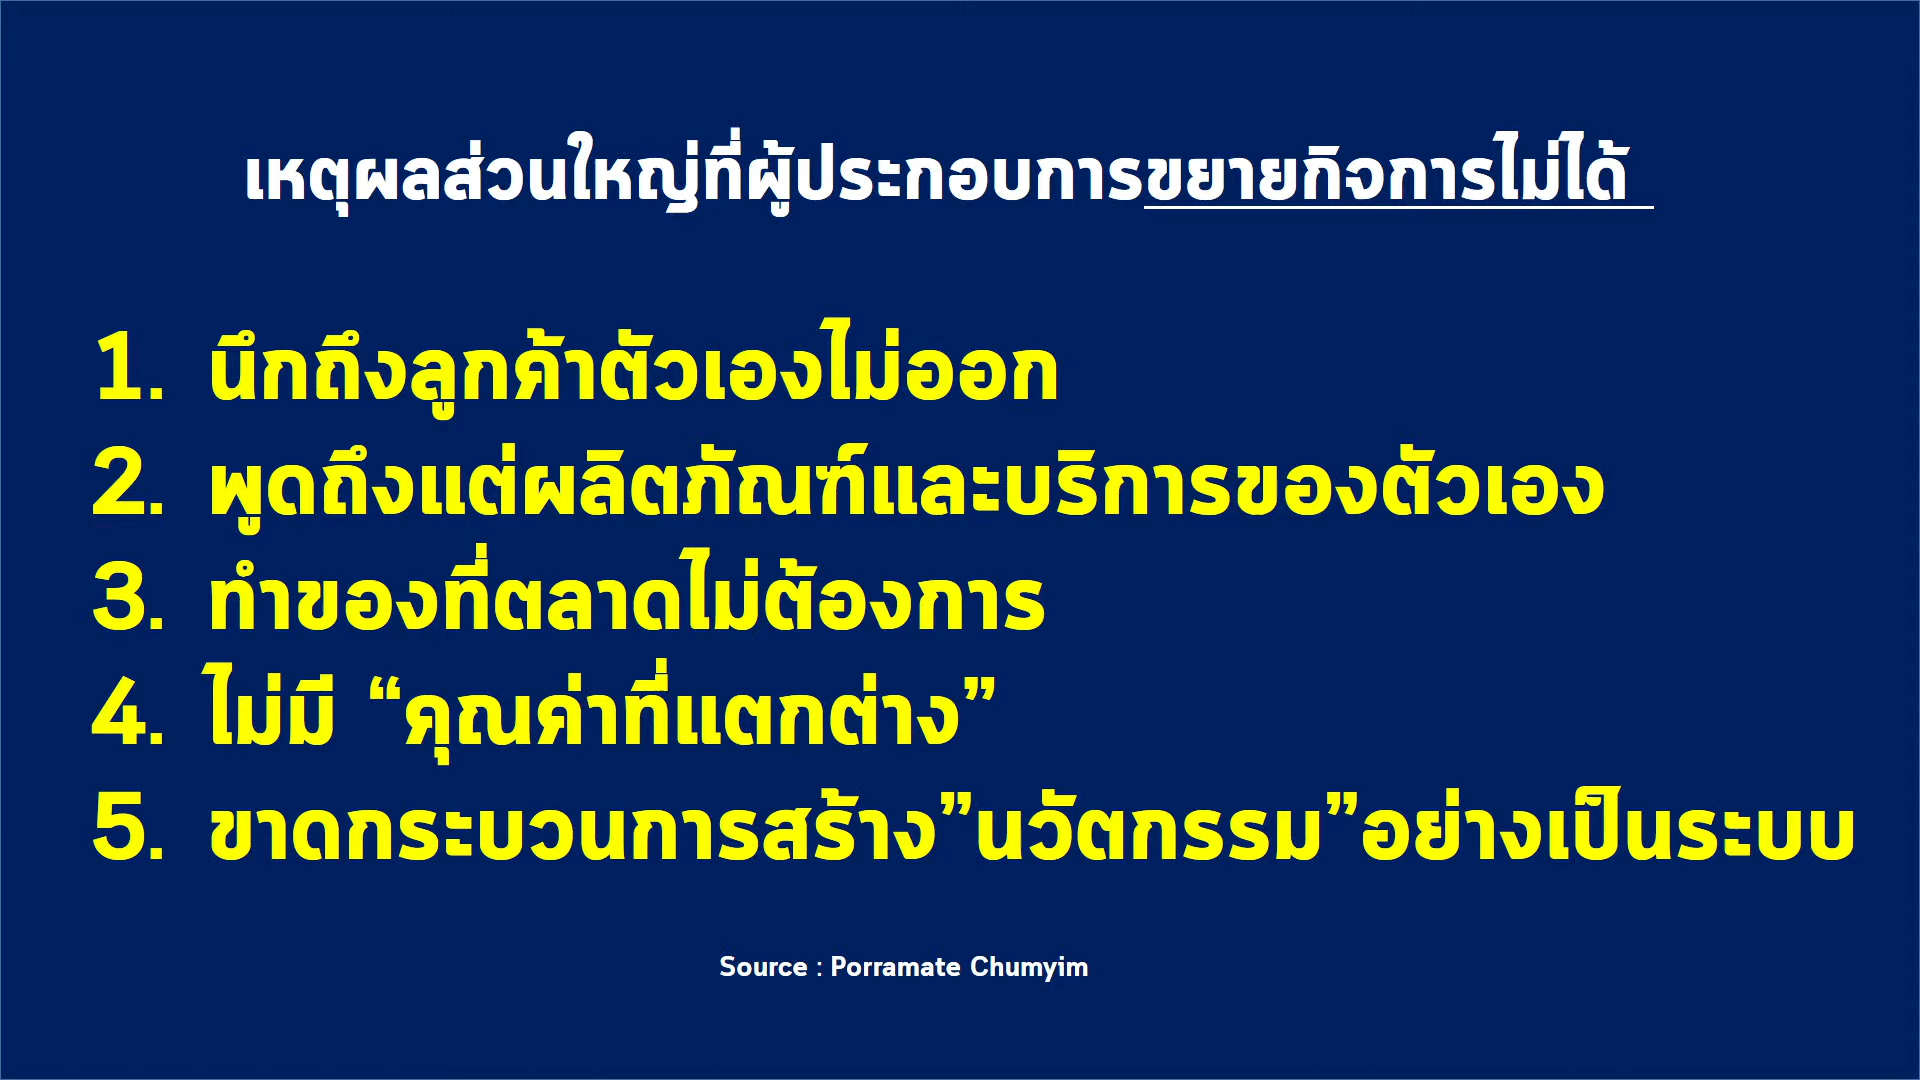 เหตุผลส่วนใหญ่ที่ผู้ประกอบการขยายกิจการไม่ได้
1. นึกถึงลูกค้าตัวเองไม่ออก
2. พูดถึงแต่ผลิตภัณฑ์และบริการของตัวเอง
3. ทำของที่ตลาดไม่ต้องการ
4. ไม่มี “คุณค่าที่แตกต่าง”
5. ขาดกระบวนการสร้าง”นวัตกรรม”อย่างเป็นระบบ
Source : Porramate Chumyim